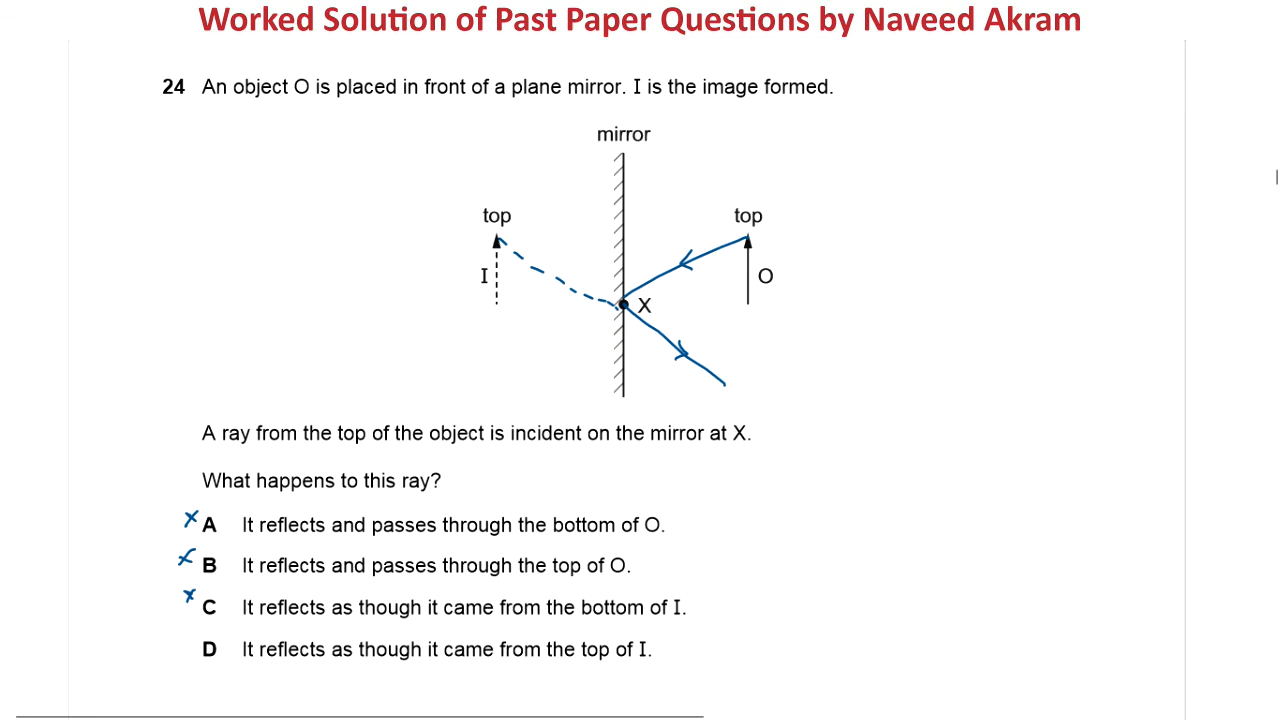 Worked Solution of Past Paper Questions by Naveed Akram
24 An object O is placed in front of a plane mirror. I is the image formed.
mirror
top top
I O
X
A ray from the top of the object is incident on the mirror at X.
What happens to this ray?
A It reflects and passes through the bottom of O.
B It reflects and passes through the top of O.
C It reflects as though it came from the bottom of I.
D It reflects as though it came from the top of I.